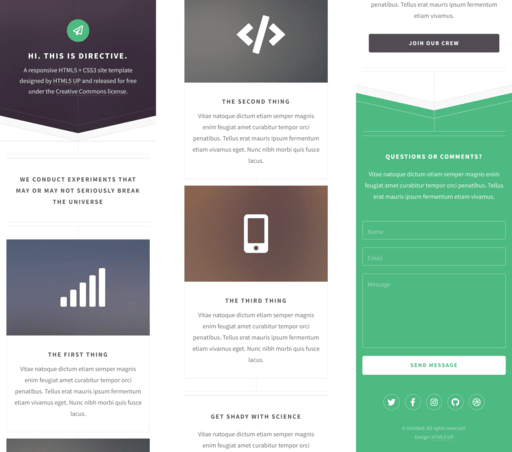 HI. THIS IS DIRECTIVE.
A responsive HTML5 + CSS3 site template
designed by HTML5 UP and released for free
under the Creative Commons license.
WE CONDUCT EXPERIMENTS THAT
MAY OR MAY NOT SERIOUSLY BREAK
THE UNIVERSE
THE FIRST THING
Vitae natoque dictum etiam semper magnis
enim feugiat amet curabitur tempor orci
penatibus. Tellus erat mauris ipsum fermentum
etiam vivamus eget. Nunc nibh morbi quis fusce
lacus.
THE SECOND THING
Vitae natoque dictum etiam semper magnis
enim feugiat amet curabitur tempor orci
penatibus. Tellus erat mauris ipsum fermentum
etiam vivamus eget. Nunc nibh morbi quis fusce
lacus.
THE THIRD THING
Vitae natoque dictum etiam semper magnis
enim feugiat amet curabitur tempor orci
penatibus. Tellus erat mauris ipsum fermentum
etiam vivamus eget. Nunc nibh morbi quis fusce
lacus.
GET SHADY WITH SCIENCE
Vitae natoque dictum etiam semper magnis
enim feugiat amet curabitur tempor orci
penatibus. Tellus erat mauris ipsum fermentum
etiam vivamus.
JOIN OUR CREW
QUESTIONS OR COMMENTS?
Vitae natoque dictum etiam semper magnis enim
feugiat amet curabitur tempor orci penatibus. Tellus
erat mauris ipsum fermentum etiam vivamus.
Name
Email
Message
SEND MESSAGE
© Untitled. All rights reserved.
Design: HTML5 UP